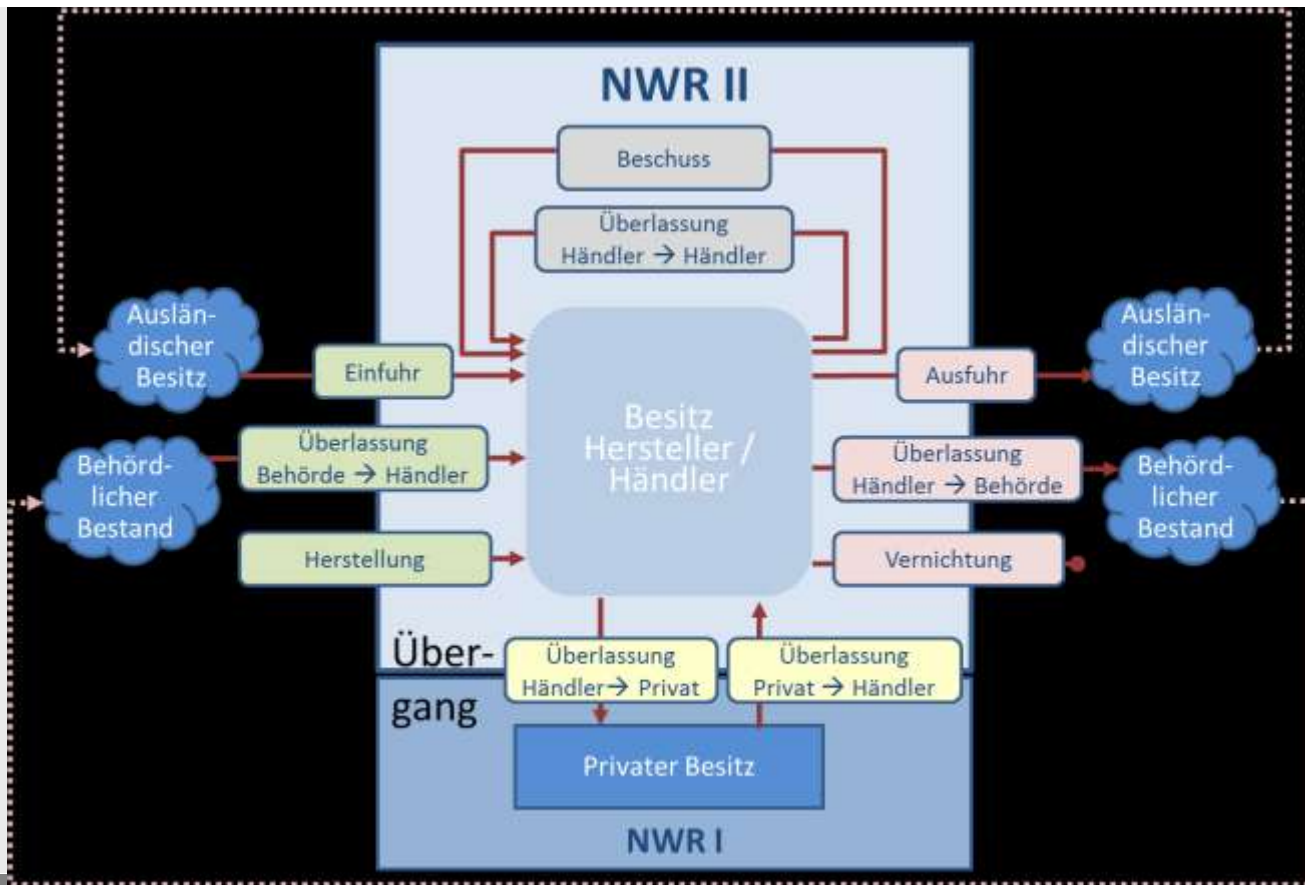 NWR II
Beschuss
Überlassung
Händler → Händler
Auslän-
discher
Besitz
Einfuhr
Ausfuhr
Auslän-
discher
Besitz
Besitz
Hersteller /
Händler
Behörd-
licher
Bestand
Überlassung
Behörde → Händler
Überlassung
Händler → Behörde
Behörd-
licher
Bestand
Herstellung
Vernichtung
Über-
gang
Überlassung
Händler → Privat
Überlassung
Privat → Händler
Privater Besitz
NWR I